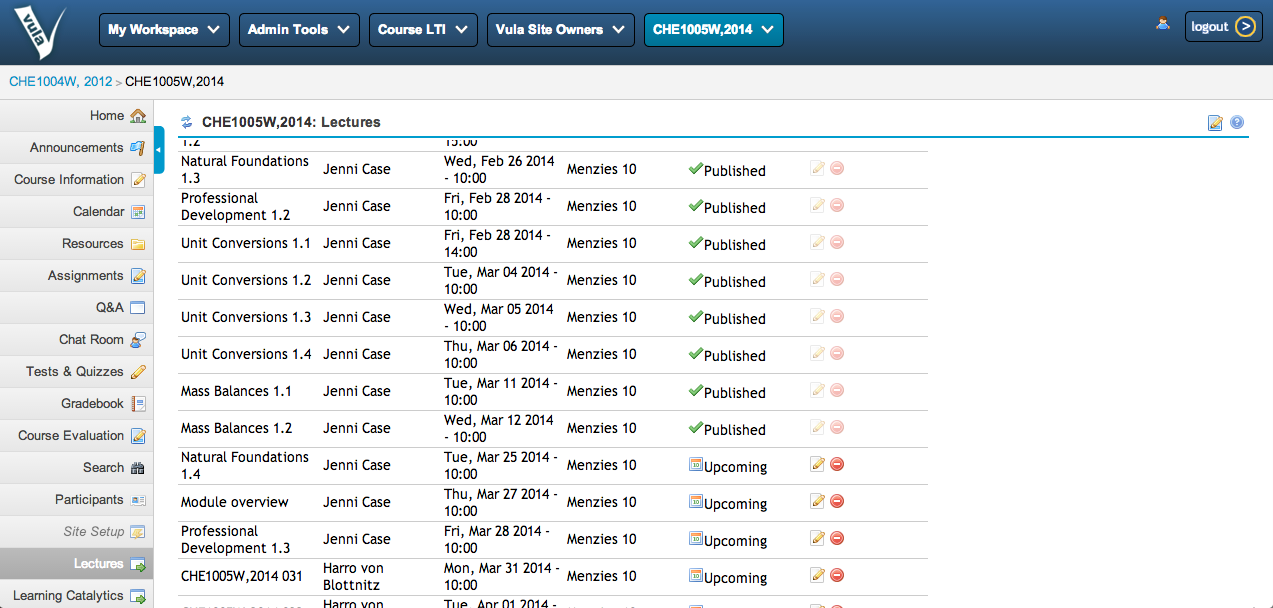 vula
My Workspace
Admin Tools
Course LTI
Vula Site Owners
CHE1005W,2014
logout
CHE1004W, 2012 > CHE1005W,2014
Home
Announcements
Course Information
Calendar
Resources
Assignments
Q&A
Chat Room
Tests & Quizzes
Gradebook
Course Evaluation
Search
Participants
Site Setup
Lectures
Learning Catalytics
CHE1005W,2014: Lectures
1.2 15:00
Natural Foundations Wed, Feb 26 2014
1.3 Jenni Case - 10:00 Menzies 10 Published
Professional Fri, Feb 28 2014 -
Development 1.2 Jenni Case 10:00 Menzies 10 Published
Unit Conversions 1.1 Jenni Case Fri, Feb 28 2014 - Menzies 10 Published
14:00
Unit Conversions 1.2 Jenni Case Tue, Mar 04 2014 - Menzies 10 Published
10:00
Unit Conversions 1.3 Jenni Case Wed, Mar 05 2014 Menzies 10 Published
- 10:00
Unit Conversions 1.4 Jenni Case Thu, Mar 06 2014 - Menzies 10 Published
10:00
Mass Balances 1.1 Jenni Case Tue, Mar 11 2014 - Menzies 10 Published
10:00
Mass Balances 1.2 Jenni Case Wed, Mar 12 2014 Menzies 10 Published
- 10:00
Natural Foundations Tue, Mar 25 2014 -
1.4 Jenni Case 10:00 Menzies 10 Upcoming
Module overview Jenni Case Thu, Mar 27 2014 - Menzies 10 Upcoming
10:00
Professional Fri, Mar 28 2014 -
Development 1.3 Jenni Case 10:00 Menzies 10 Upcoming
CHE1005W,2014 031 Harro von Mon, Mar 31 2014 - Menzies 10 Upcoming
Blottnitz 10:00
Harro von Tue, Apr 01 2014 -